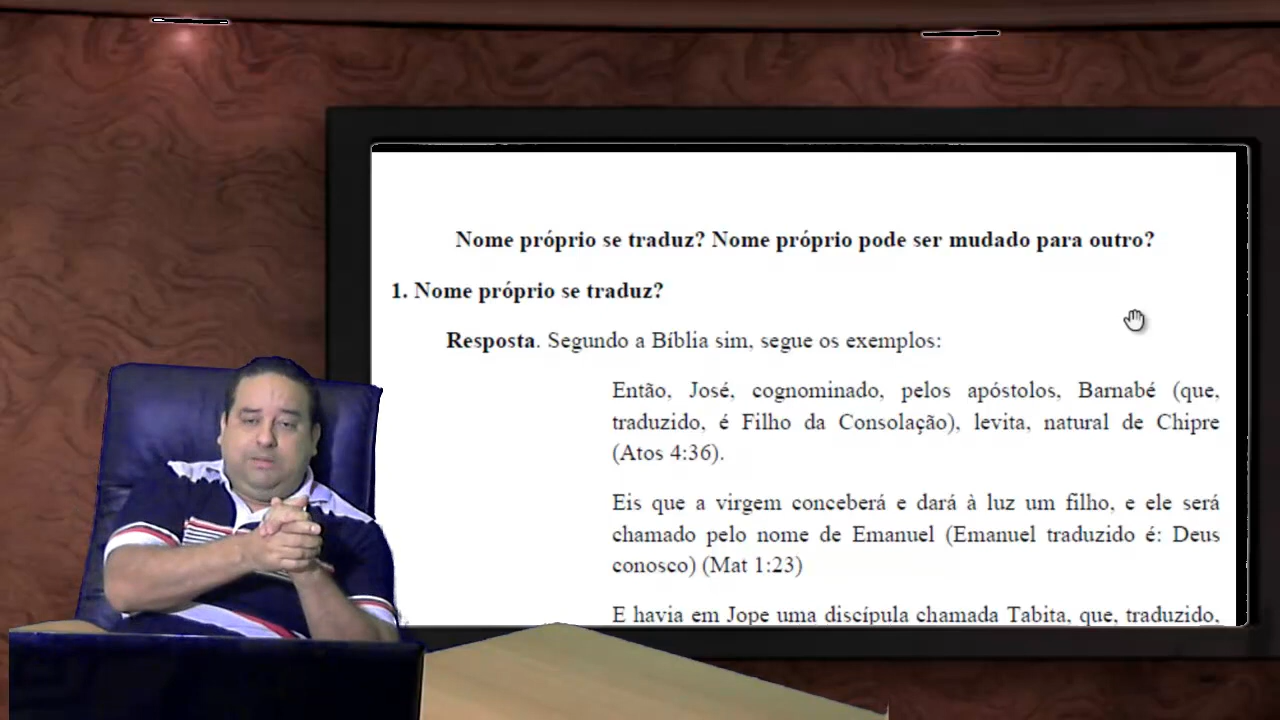 Nome próprio se traduz? Nome próprio pode ser mudado para outro?
1. Nome próprio se traduz?
Resposta. Segundo a Bíblia sim, segue os exemplos:
Então, José, cognominado, pelos apóstolos, Barnabé (que,
traduzido, é Filho da Consolação), levita, natural de Chipre
(Atos 4:36).
Eis que a virgem conceberá e dará à luz um filho, e ele será
chamado pelo nome de Emanuel (Emanuel traduzido é: Deus
conosco) (Mat 1:23)
E havia em Jope uma discípula chamada Tabita, que, traduzido,